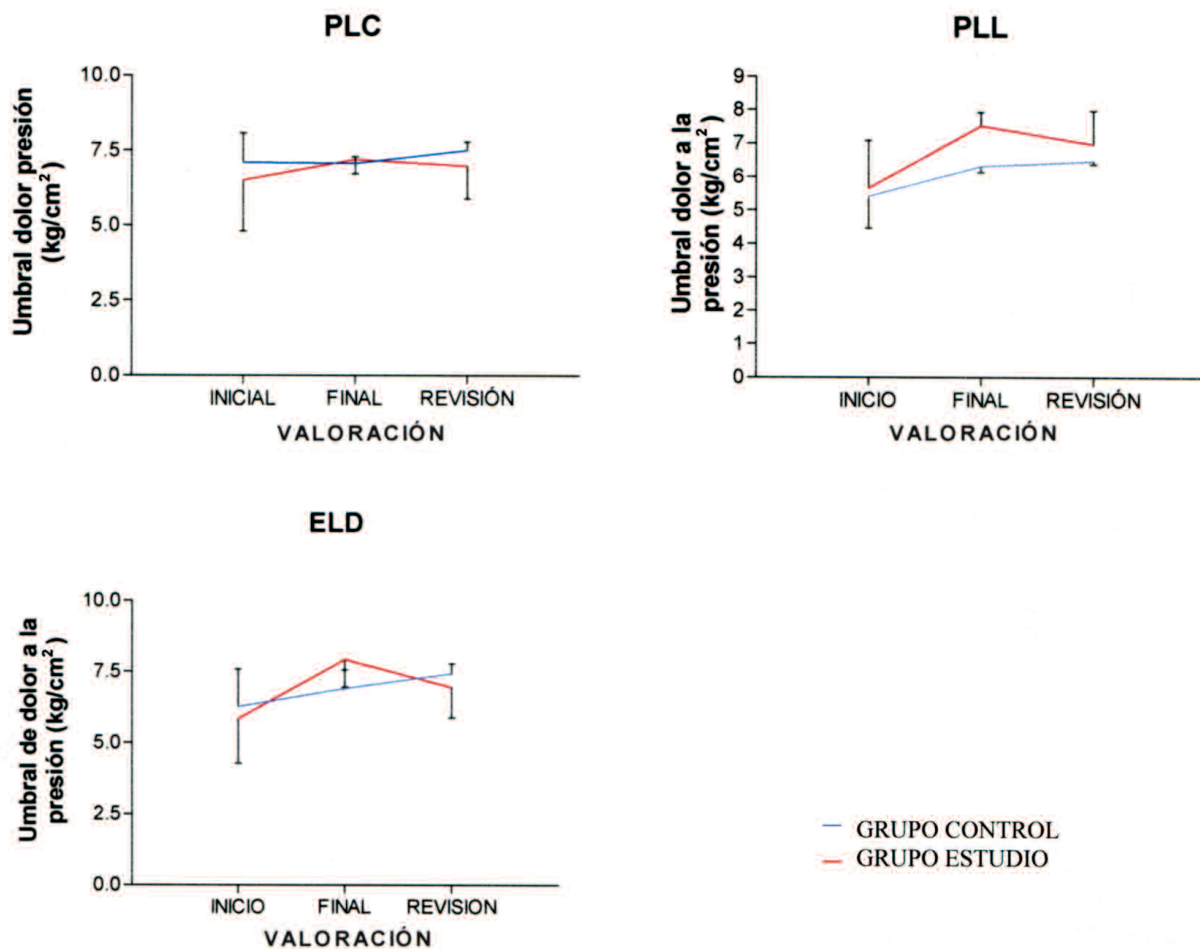 PLC
Umbral dolor presión
(kg/cm²)
10.0
7.5
5.0
2.5
0.0
INICIAL FINAL REVISIÓN
VALORACIÓN
PLL
Umbral dolor a la
presión (kg/cm²)
9
8
7
6
5
4
3
2
1
0
INICIO FINAL REVISIÓN
VALORACIÓN
ELD
Umbral de dolor a la
presión (kg/cm²)
10.0
7.5
5.0
2.5
0.0
INICIO FINAL REVISION
VALORACIÓN
GRUPO CONTROL
GRUPO ESTUDIO